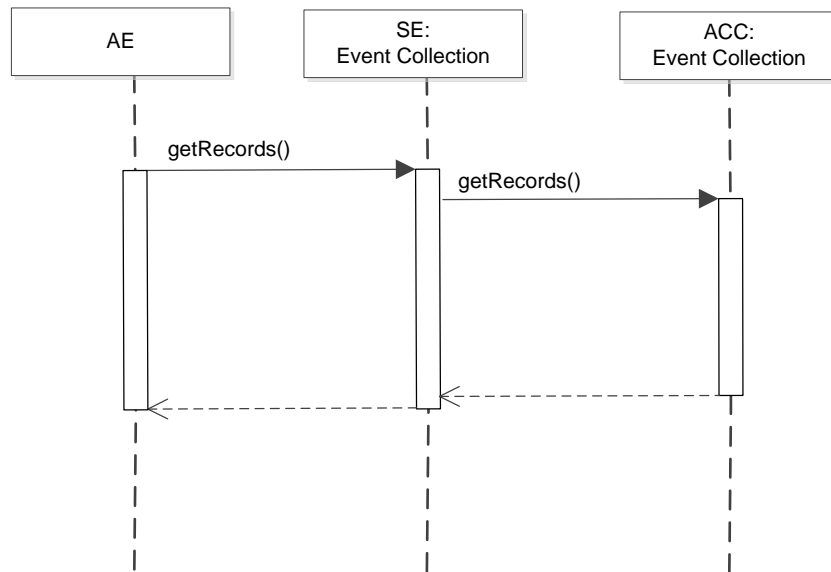 AE
SE:
Event Collection
ACC:
Event Collection
getRecords()
getRecords()